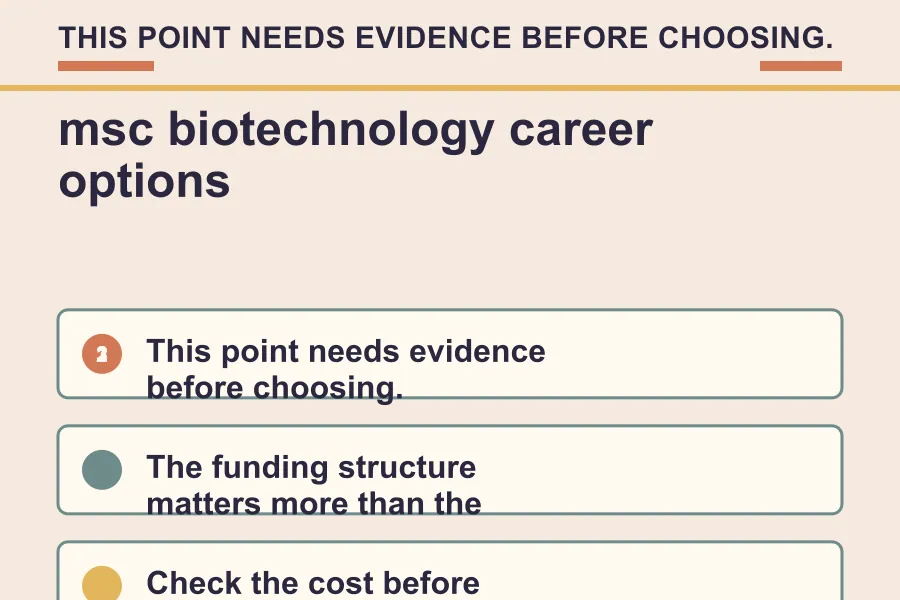 THIS POINT NEEDS EVIDENCE BEFORE CHOOSING.
msc biotechnology career
options
This point needs evidence
before choosing.
The funding structure
matters more than the
Check the cost before